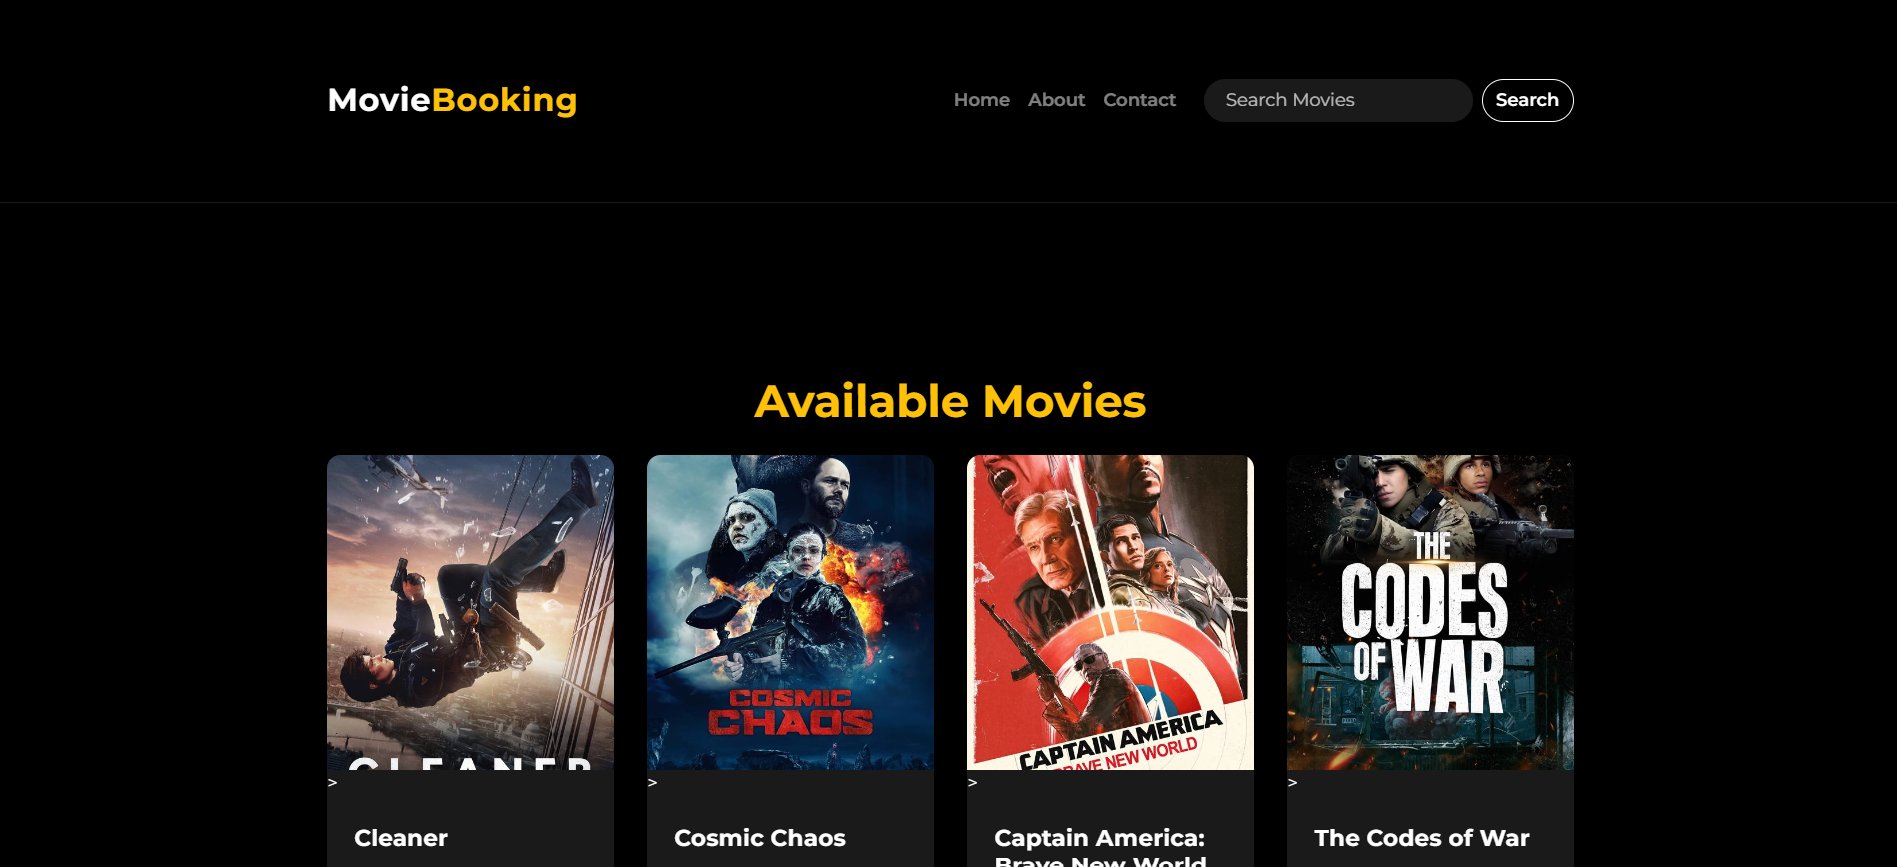 MovieBooking
Home About Contact Search Movies Search
Available Movies
CLEANER
COSMIC
CHAOS
CAPTAIN AMERICA
BRAVE NEW WORLD
THE
CODES
OF WAR
> > > >
Cleaner
Cosmic Chaos
Captain America:
Brave New World
The Codes of War